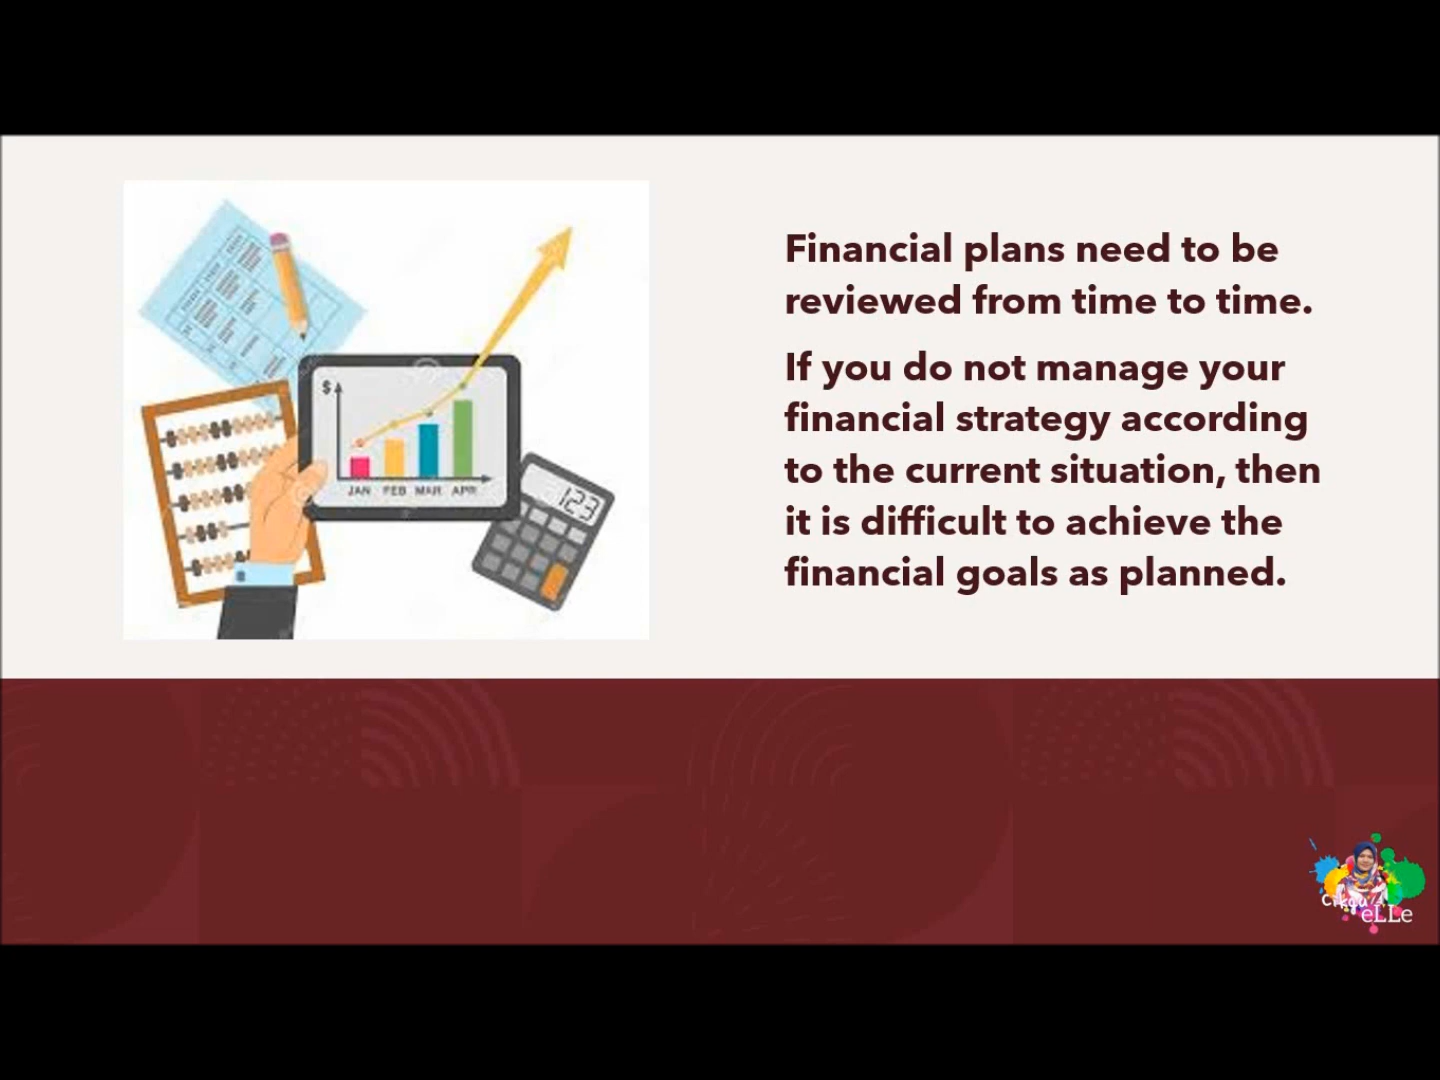 Financial plans need to be
reviewed from time to time.
If you do not manage your
financial strategy according
to the current situation, then
it is difficult to achieve the
financial goals as planned.
$
JAN FEB MAR APR
123
Cikgu
eLLe